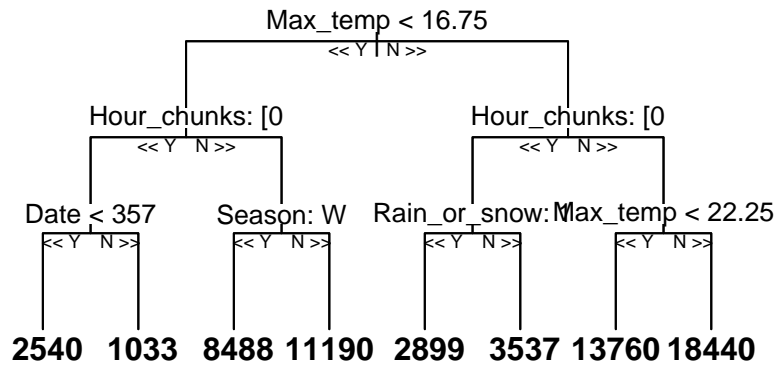 Max_temp < 16.75
<< Y N >>
Hour_chunks: [0 Hour_chunks: [0
<< Y N >> << Y N >>
Date < 357 Season: W Rain_or_snow: Max_temp < 22.25
<< Y N >> << Y N >> << Y N >> << Y N >>
2540 1033 8488 11190 2899 3537 13760 18440